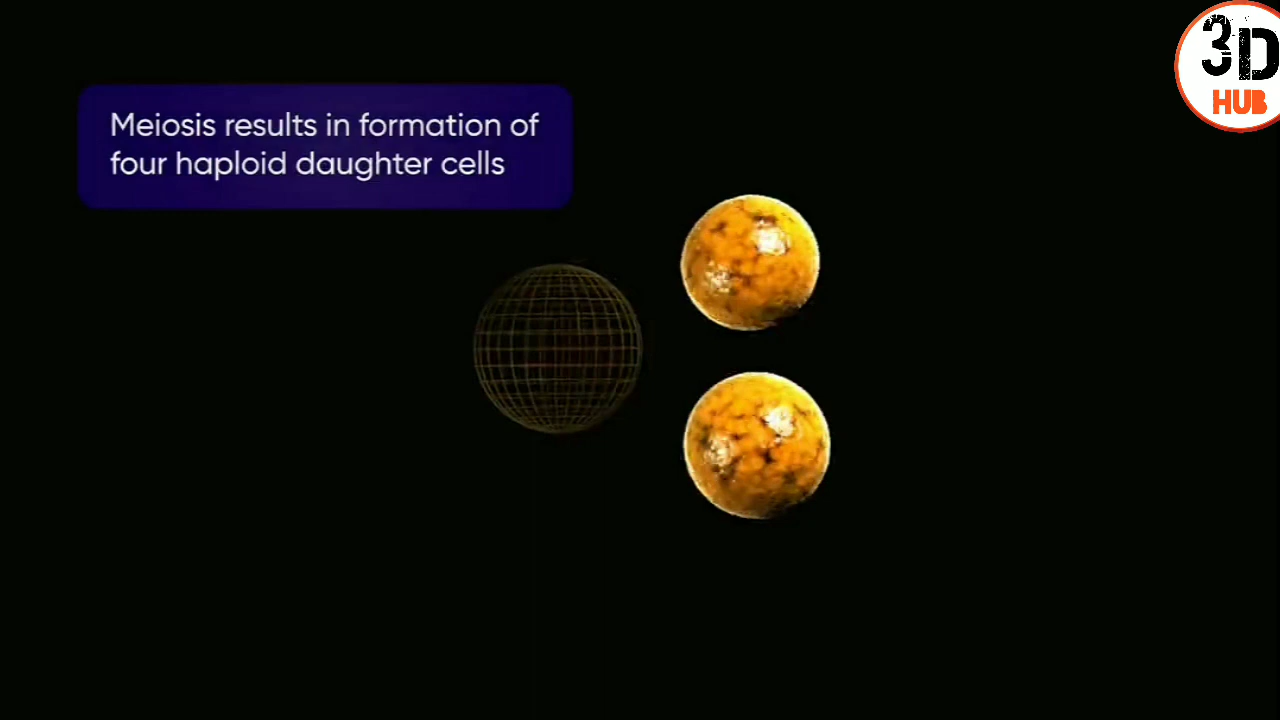 Meiosis results in formation of
four haploid daughter cells
3D
HUB